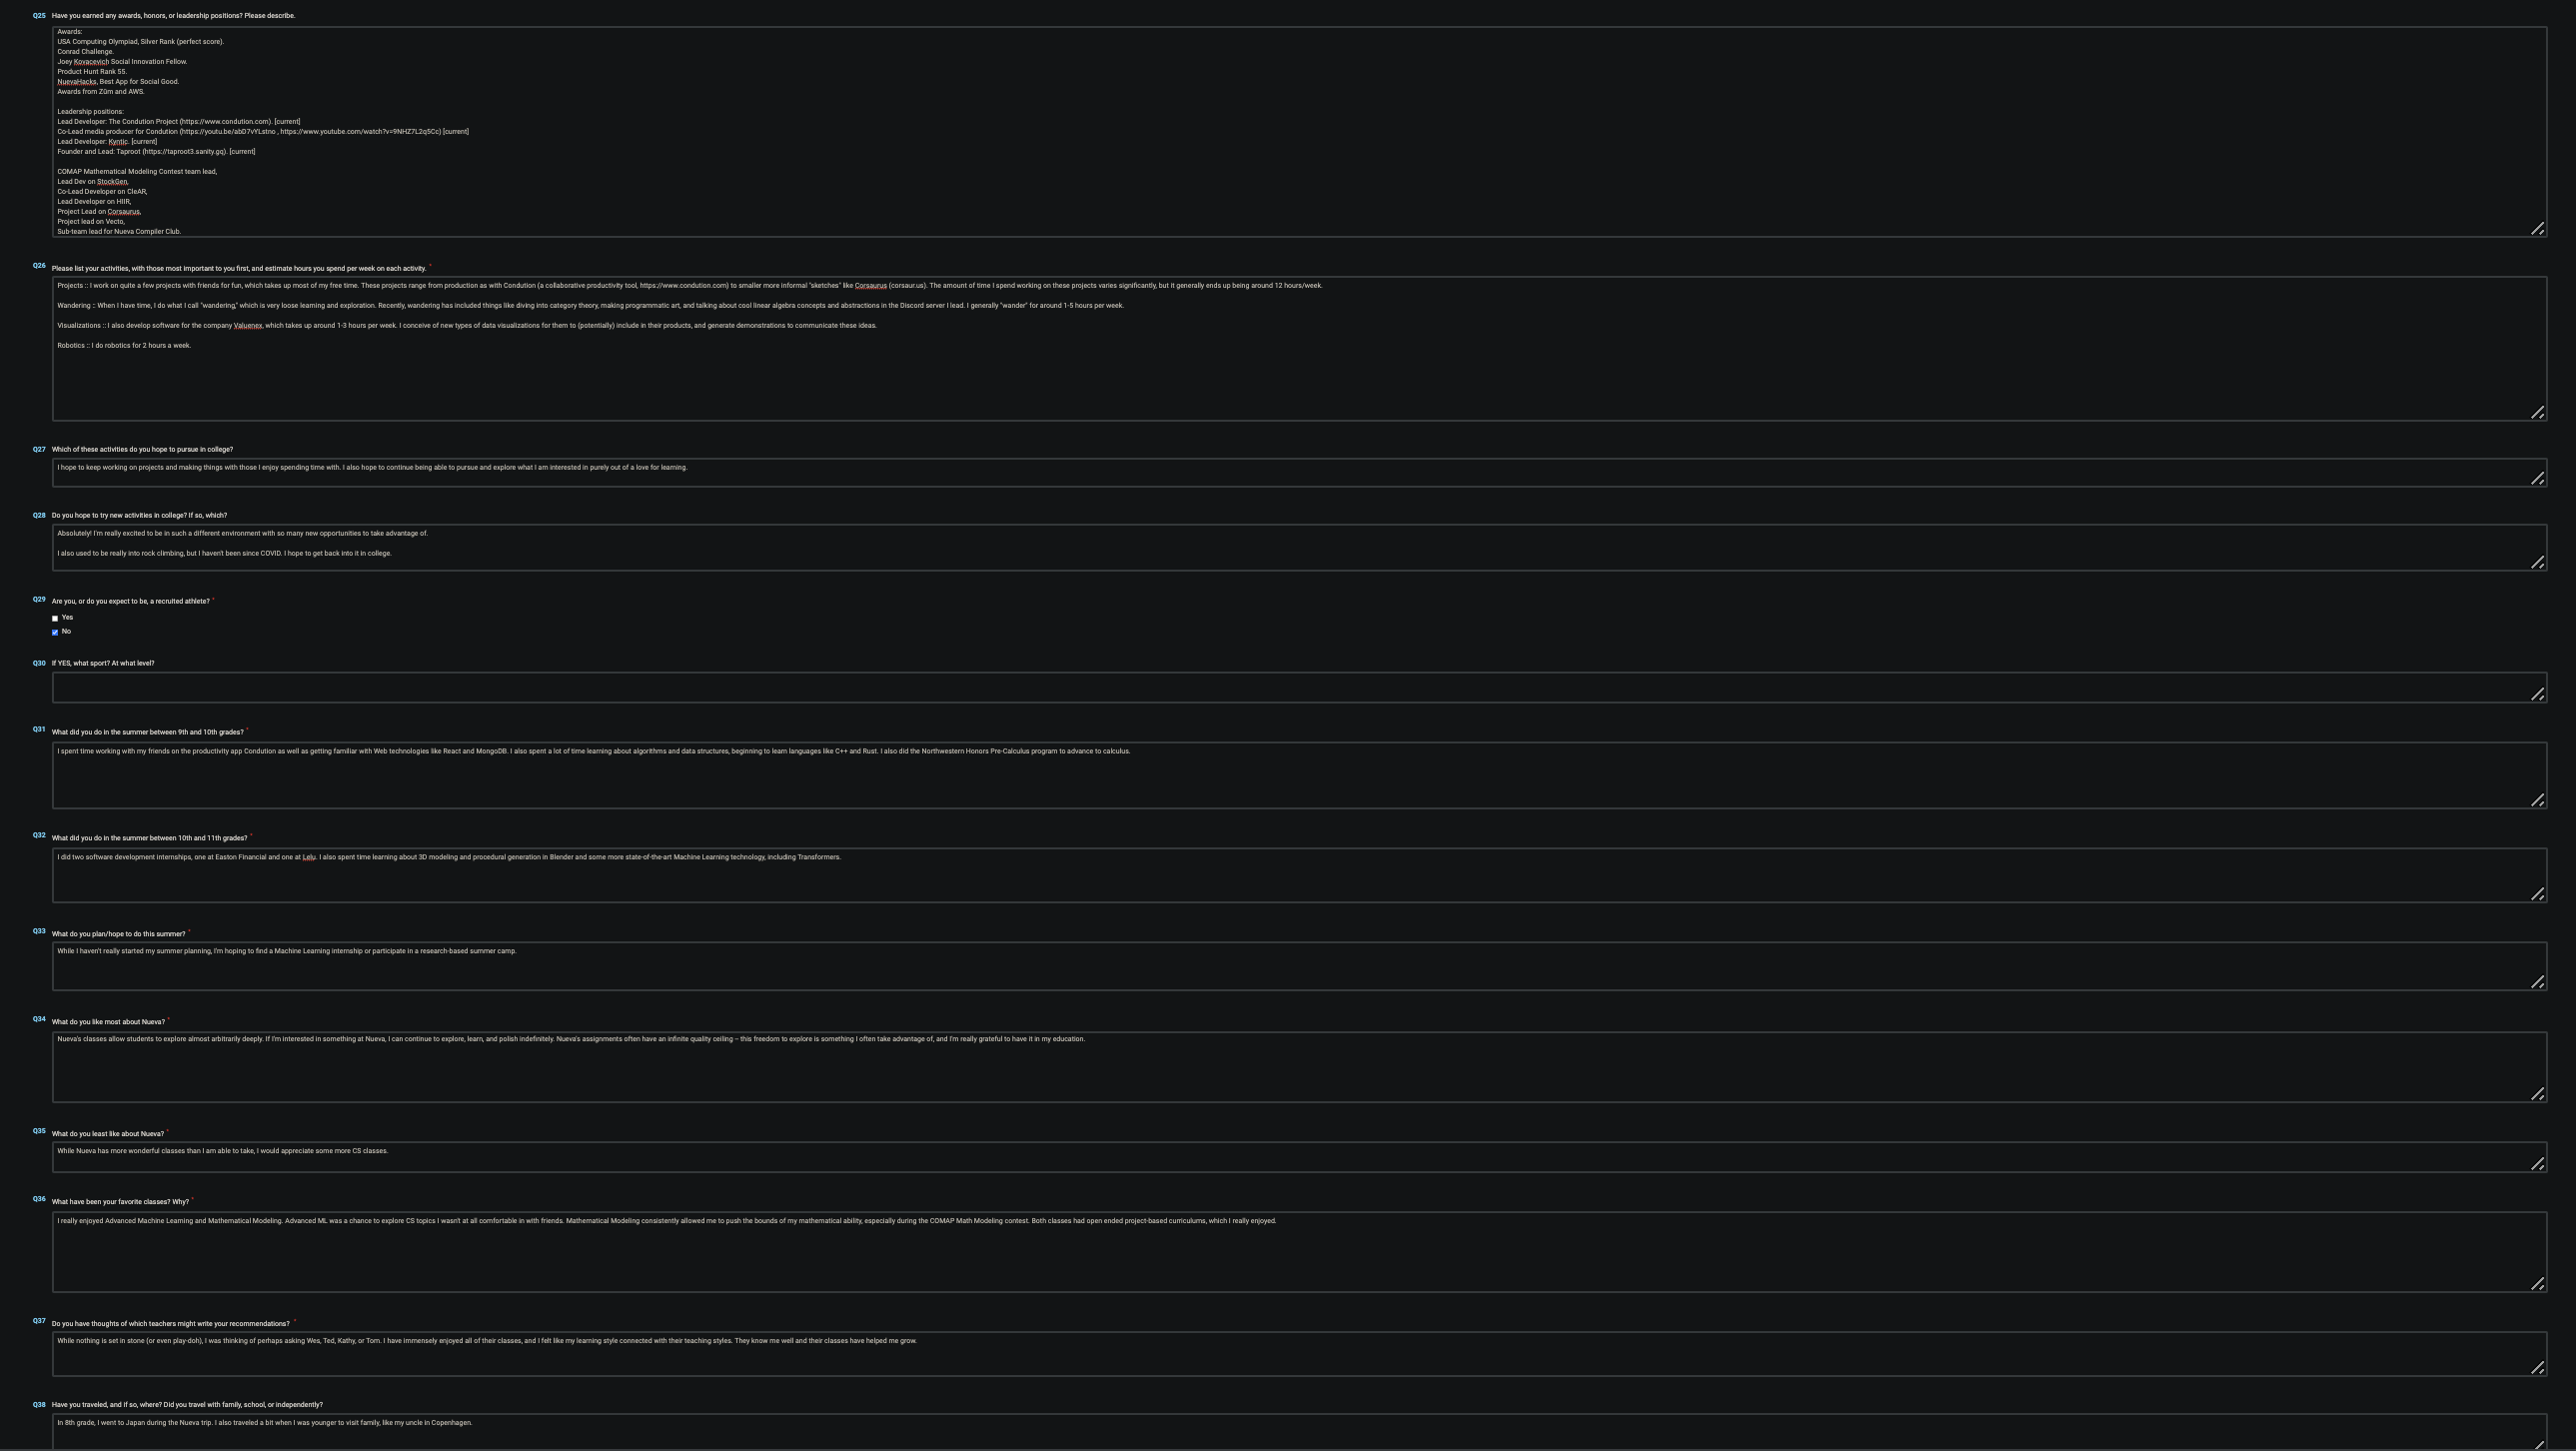 Q25 Have you earned any awards, honors, or leadership positions? Please describe.
Awards:
USA Computing Olympiad, Silver Rank (perfect score).
Conrad Challenge.
Joey Kovacevich Social Innovation Fellow.
Product Hunt Rank 55.
NuevaHacks, Best App for Social Good.
Awards from Züm and AWS.
Leadership positions:
Lead Developer: The Condution Project (https://www.condution.com). [current]
Co-Lead media producer for Condution (https://youtu.be/abD7vYLstno , https://www.youtube.com/watch?v=9NHZ7L2q5Cc) [current]
Lead Developer: Kyntic. [current]
Founder and Lead: Taproot (https://taproot3.sanity.gq). [current]
COMAP Mathematical Modeling Contest team lead,
Lead Dev on StockGen,
Co-Lead Developer on CleAR,
Lead Developer on HIIR,
Project Lead on Corsaurus,
Project lead on Vecto,
Sub-team lead for Nueva Compiler Club.
Q26 Please list your activities, with those most important to you first, and estimate hours you spend per week on each activity. *
Projects :: I work on quite a few projects with friends for fun, which takes up most of my free time. These projects range from production as with Condution (a collaborative productivity tool, https://www.condution.com) to smaller more informal "sketches" like Corsaurus (corsaur.us). The amount of time I spend working on these projects varies significantly, but it generally ends up being around 12 hours/week.
Wandering :: When I have time, I do what I call "wandering," which is very loose learning and exploration. Recently, wandering has included things like diving into category theory, making programmatic art, and talking about cool linear algebra concepts and abstractions in the Discord server I lead. I generally "wander" for around 1-5 hours per week.
Visualizations :: I also develop software for the company Valuenex, which takes up around 1-3 hours per week. I conceive of new types of data visualizations for them to (potentially) include in their products, and generate demonstrations to communicate these ideas.
Robotics :: I do robotics for 2 hours a week.
Q27 Which of these activities do you hope to pursue in college?
I hope to keep working on projects and making things with those I enjoy spending time with. I also hope to continue being able to pursue and explore what I am interested in purely out of a love for learning.
Q28 Do you hope to try new activities in college? If so, which?
Absolutely! I'm really excited to be in such a different environment with so many new opportunities to take advantage of.
I also used to be really into rock climbing, but I haven't been since COVID. I hope to get back into it in college.
Q29 Are you, or do you expect to be, a recruited athlete? *
Yes
No
Q30 If YES, what sport? At what level?
Q31 What did you do in the summer between 9th and 10th grades? *
I spent time working with my friends on the productivity app Condution as well as getting familiar with Web technologies like React and MongoDB. I also spent a lot of time learning about algorithms and data structures, beginning to learn languages like C++ and Rust. I also did the Northwestern Honors Pre-Calculus program to advance to calculus.
Q32 What did you do in the summer between 10th and 11th grades? *
I did two software development internships, one at Easton Financial and one at Lelu. I also spent time learning about 3D modeling and procedural generation in Blender and some more state-of-the-art Machine Learning technology, including Transformers.
Q33 What do you plan/hope to do this summer? *
While I haven't really started my summer planning, I'm hoping to find a Machine Learning internship or participate in a research-based summer camp.
Q34 What do you like most about Nueva? *
Nueva's classes allow students to explore almost arbitrarily deeply. If I'm interested in something at Nueva, I can continue to explore, learn, and polish indefinitely. Nueva's assignments often have an infinite quality ceiling – this freedom to explore is something I often take advantage of, and I'm really grateful to have it in my education.
Q35 What do you least like about Nueva? *
While Nueva has more wonderful classes than I am able to take, I would appreciate some more CS classes.
Q36 What have been your favorite classes? Why? *
I really enjoyed Advanced Machine Learning and Mathematical Modeling. Advanced ML was a chance to explore CS topics I wasn't at all comfortable in with friends. Mathematical Modeling consistently allowed me to push the bounds of my mathematical ability, especially during the COMAP Math Modeling contest. Both classes had open ended project-based curriculums, which I really enjoyed.
Q37 Do you have thoughts of which teachers might write your recommendations? *
While nothing is set in stone (or even play-doh), I was thinking of perhaps asking Wes, Ted, Kathy, or Tom. I have immensely enjoyed all of their classes, and I felt like my learning style connected with their teaching styles. They know me well and their classes have helped me grow.
Q38 Have you traveled, and if so, where? Did you travel with family, school, or independently?
In 8th grade, I went to Japan during the Nueva trip. I also traveled a bit when I was younger to visit family, like my uncle in Copenhagen.